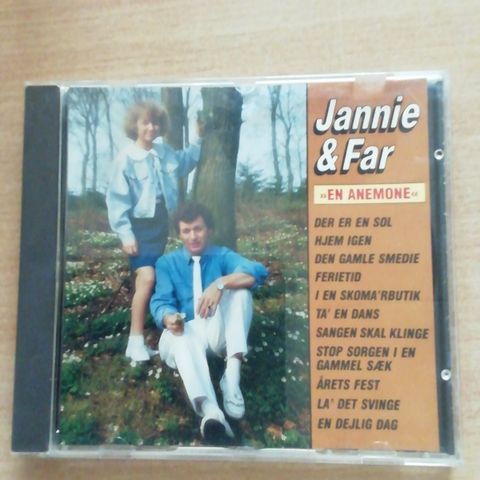 Jannie
& Far
»EN ANEMONE«
DER ER EN SOL
HJEM IGEN
DEN GAMLE SMEDIE
FERIETID
I EN SKOMA'RBUTIK
TA' EN DANS
SANGEN SKAL KLINGE
STOP SORGEN I EN
GAMMEL SÆK
ÅRETS FEST
LA' DET SVINGE
EN DEJLIG DAG